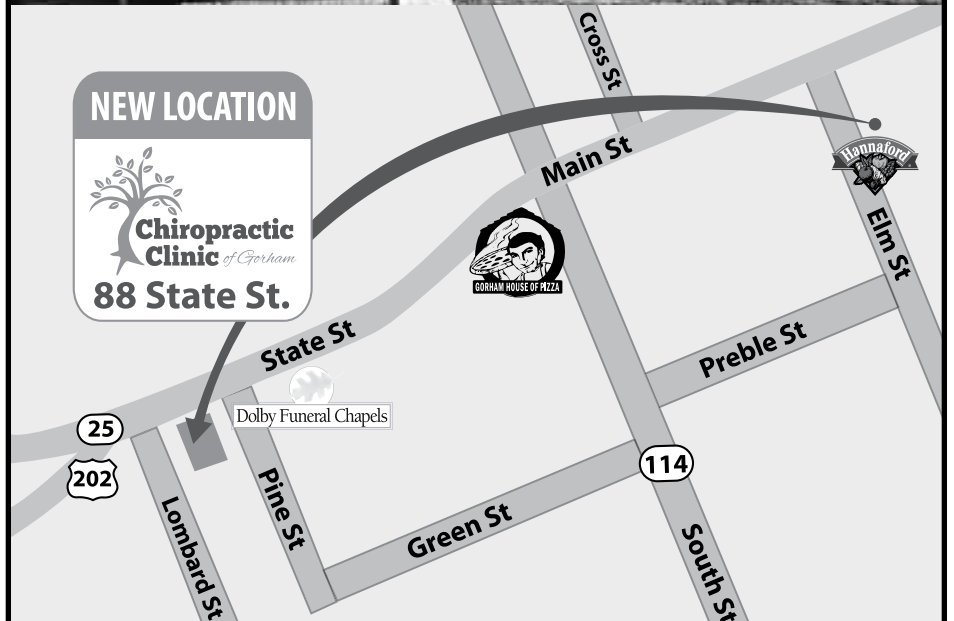 NEW LOCATION
Chiropractic
Clinic of Gorham
88 State St.
Cross St
Main St
Hannaford
Elm St
GORHAM HOUSE OF PIZZA
State St
Preble St
Dolby Funeral Chapels
25
202
114
Pine St
Lombard St
Green St
South St